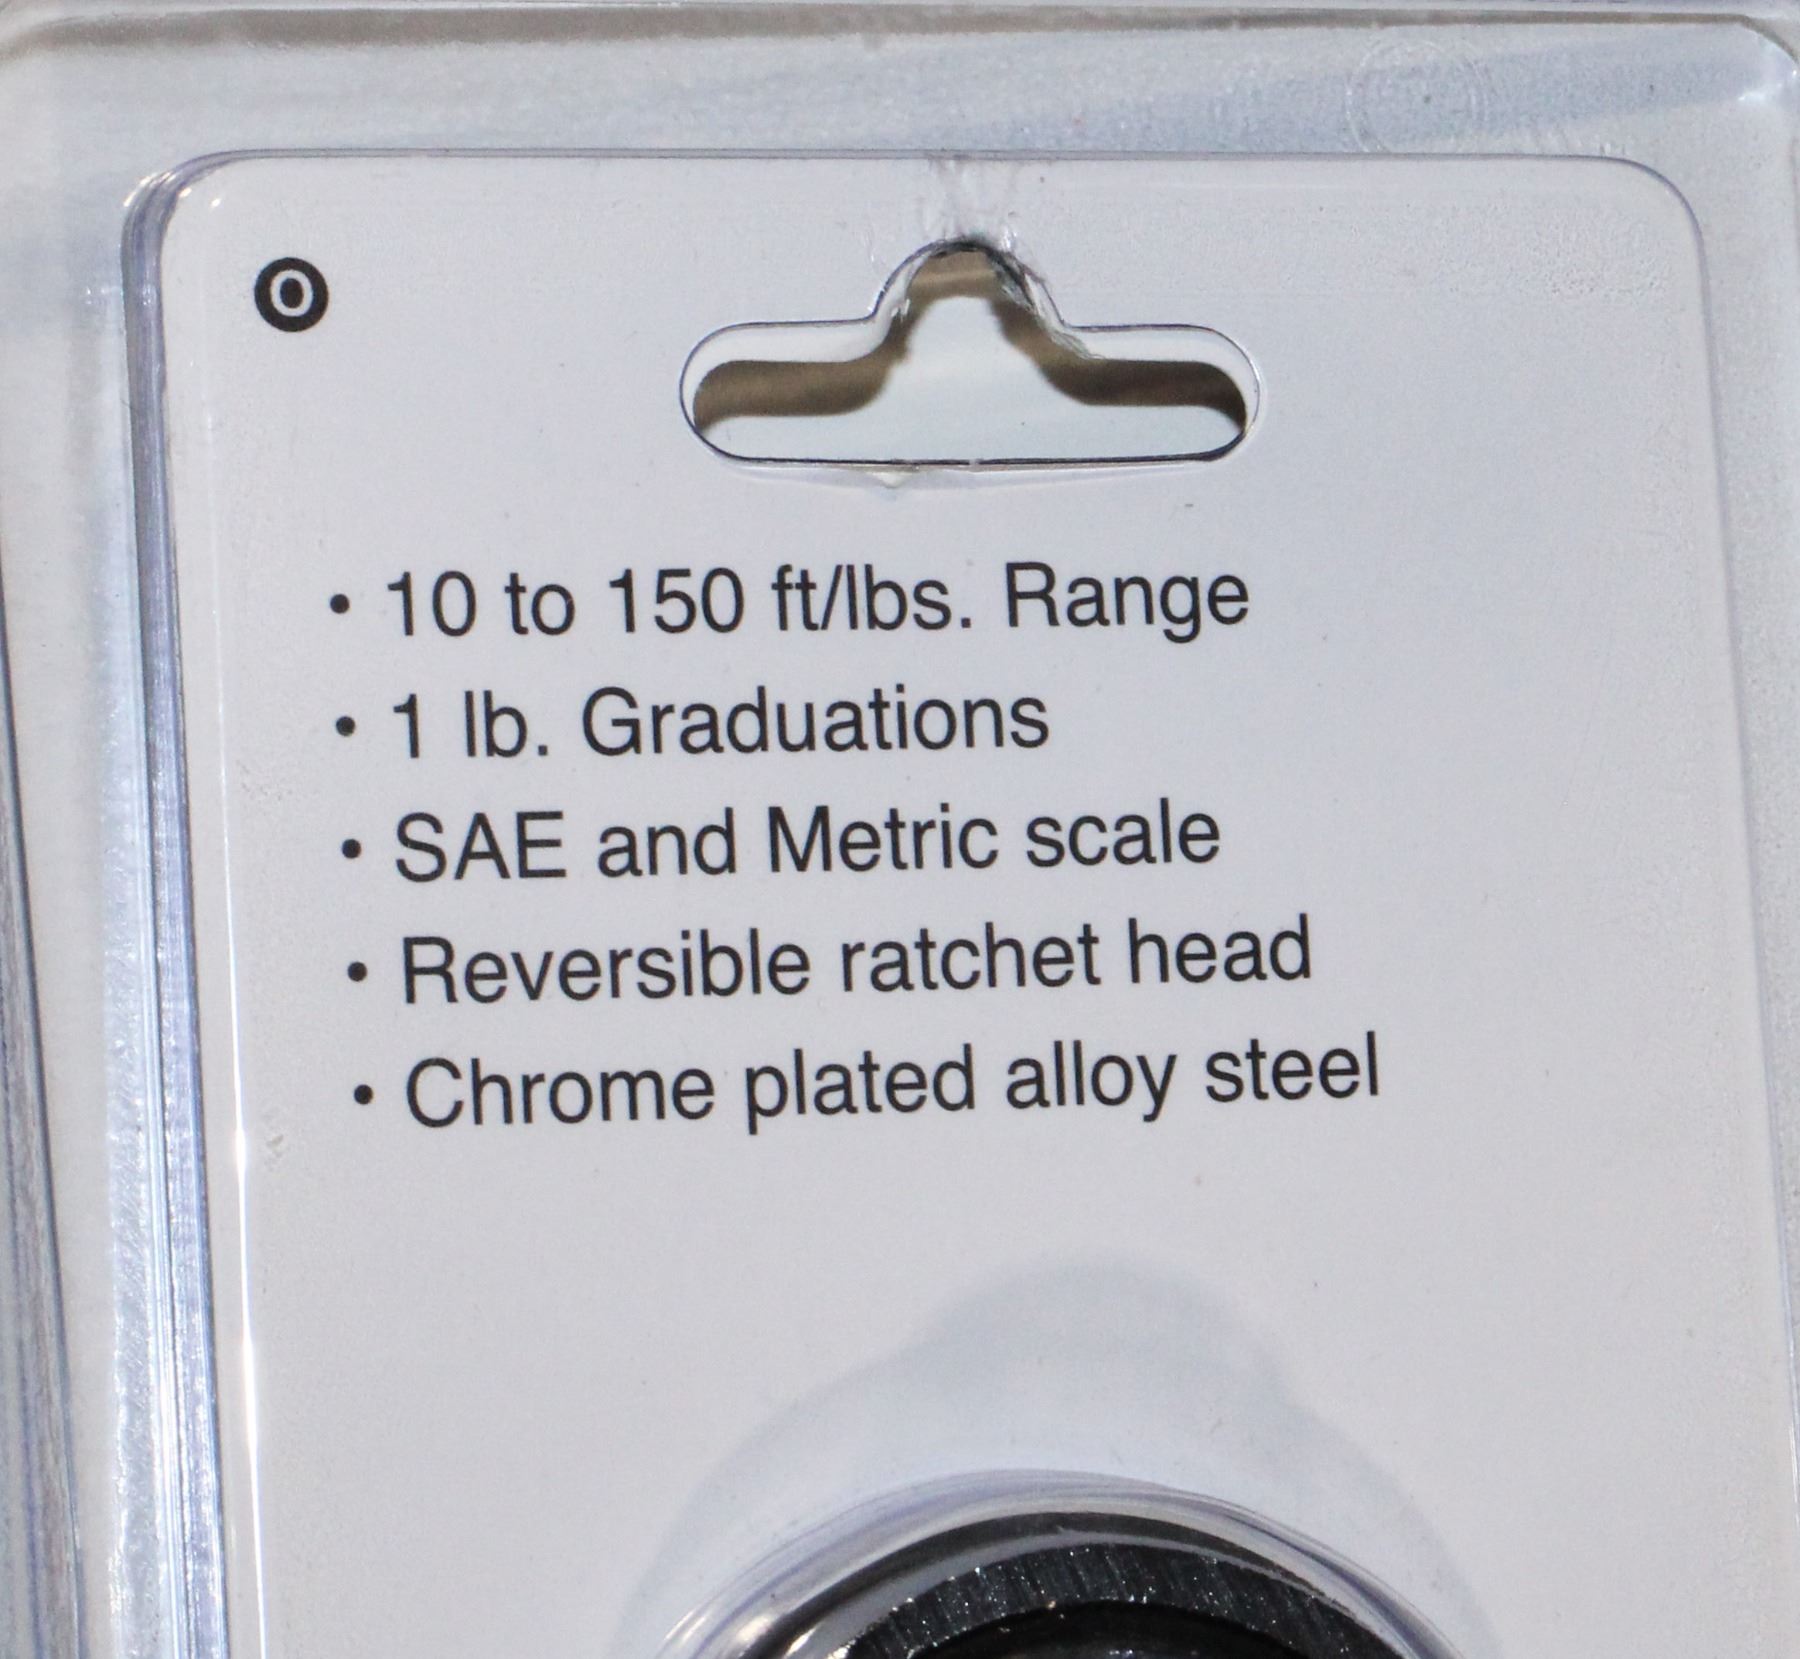 • 10 to 150 ft/lbs. Range
• 1 lb. Graduations
• SAE and Metric scale
• Reversible ratchet head
• Chrome plated alloy steel